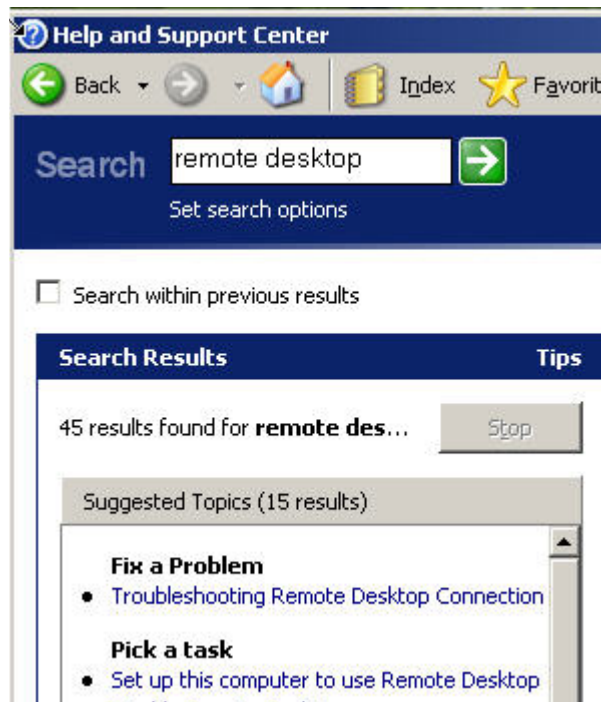 Help and Support Center
Back Index Favorit
Search remote desktop
Set search options
Search within previous results
Search Results Tips
45 results found for remote des... Stop
Suggested Topics (15 results)
Fix a Problem
• Troubleshooting Remote Desktop Connection
Pick a task
• Set up this computer to use Remote Desktop